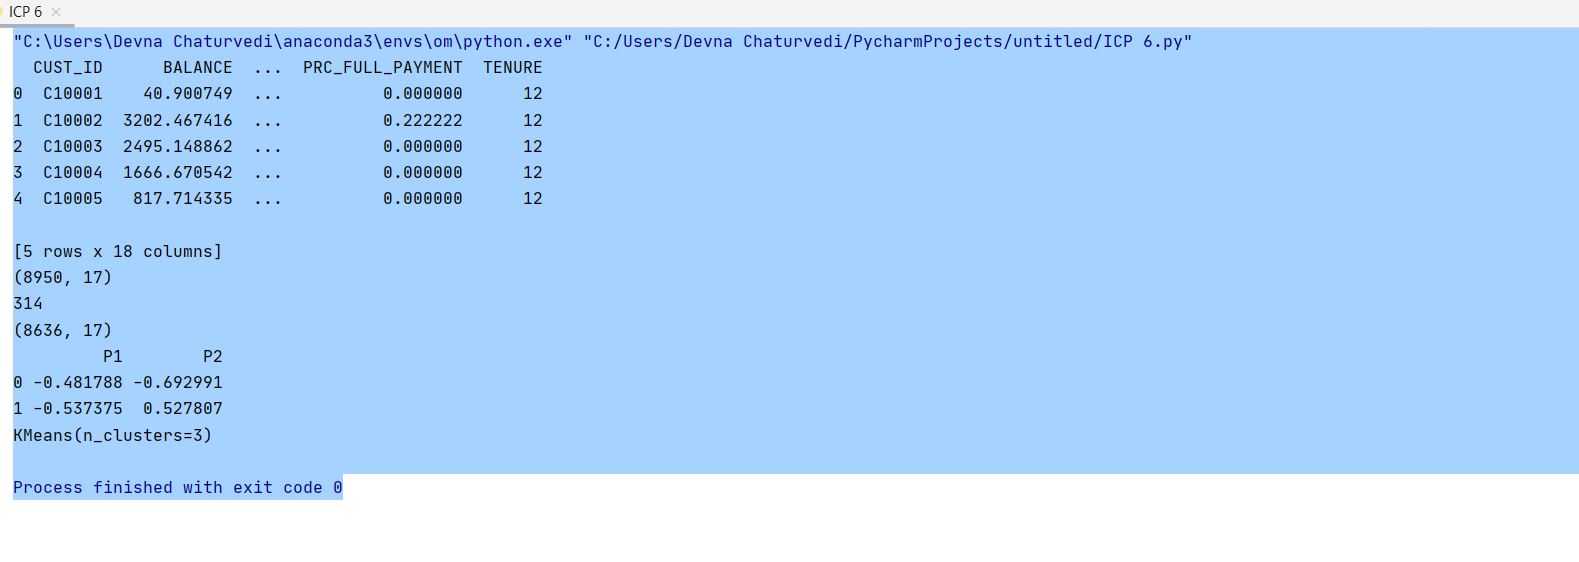 ICP 6
"C:\Users\Devna Chaturvedi\anaconda3\envs\om\python.exe" "C:/Users/Devna Chaturvedi/PycharmProjects/untitled/ICP 6.py"
  CUST_ID      BALANCE  ...  PRC_FULL_PAYMENT  TENURE
0  C10001    40.900749  ...          0.000000      12
1  C10002  3202.467416  ...          0.222222      12
2  C10003  2495.148862  ...          0.000000      12
3  C10004  1666.670542  ...          0.000000      12
4  C10005   817.714335  ...          0.000000      12
[5 rows x 18 columns]
(8950, 17)
314
(8636, 17)
         P1        P2
0 -0.481788 -0.692991
1 -0.537375  0.527807
KMeans(n_clusters=3)
Process finished with exit code 0